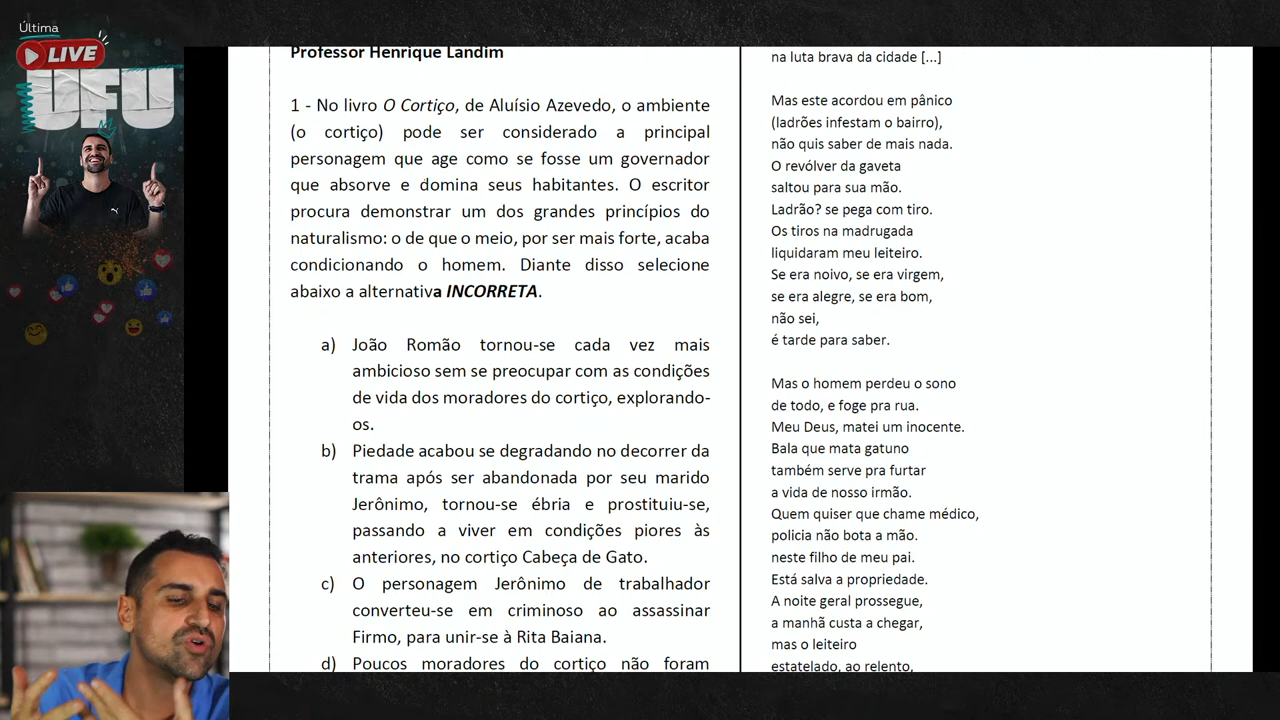 Última
LIVE
UFU
Professor Henrique Landim
1 - No livro O Cortiço, de Aluísio Azevedo, o ambiente
(o cortiço) pode ser considerado a principal
personagem que age como se fosse um governador
que absorve e domina seus habitantes. O escritor
procura demonstrar um dos grandes princípios do
naturalismo: o de que o meio, por ser mais forte, acaba
condicionando o homem. Diante disso selecione
abaixo a alternativa INCORRETA.
a) João Romão tornou-se cada vez mais
ambicioso sem se preocupar com as condições
de vida dos moradores do cortiço, explorando-
os.
b) Piedade acabou se degradando no decorrer da
trama após ser abandonada por seu marido
Jerônimo, tornou-se ébria e prostituiu-se,
passando a viver em condições piores às
anteriores, no cortiço Cabeça de Gato.
c) O personagem Jerônimo de trabalhador
converteu-se em criminoso ao assassinar
Firmo, para unir-se à Rita Baiana.
d) Poucos moradores do cortiço não foram
na luta brava da cidade [...]
Mas este acordou em pânico
(ladrões infestam o bairro),
não quis saber de mais nada.
O revólver da gaveta
saltou para sua mão.
Ladrão? se pega com tiro.
Os tiros na madrugada
liquidaram meu leiteiro.
Se era noivo, se era virgem,
se era alegre, se era bom,
não sei,
é tarde para saber.
Mas o homem perdeu o sono
de todo, e foge pra rua.
Meu Deus, matei um inocente.
Bala que mata gatuno
também serve pra furtar
a vida de nosso irmão.
Quem quiser que chame médico,
policia não bota a mão.
neste filho de meu pai.
Está salva a propriedade.
A noite geral prossegue,
a manhã custa a chegar,
mas o leiteiro
estatelado, ao relento,